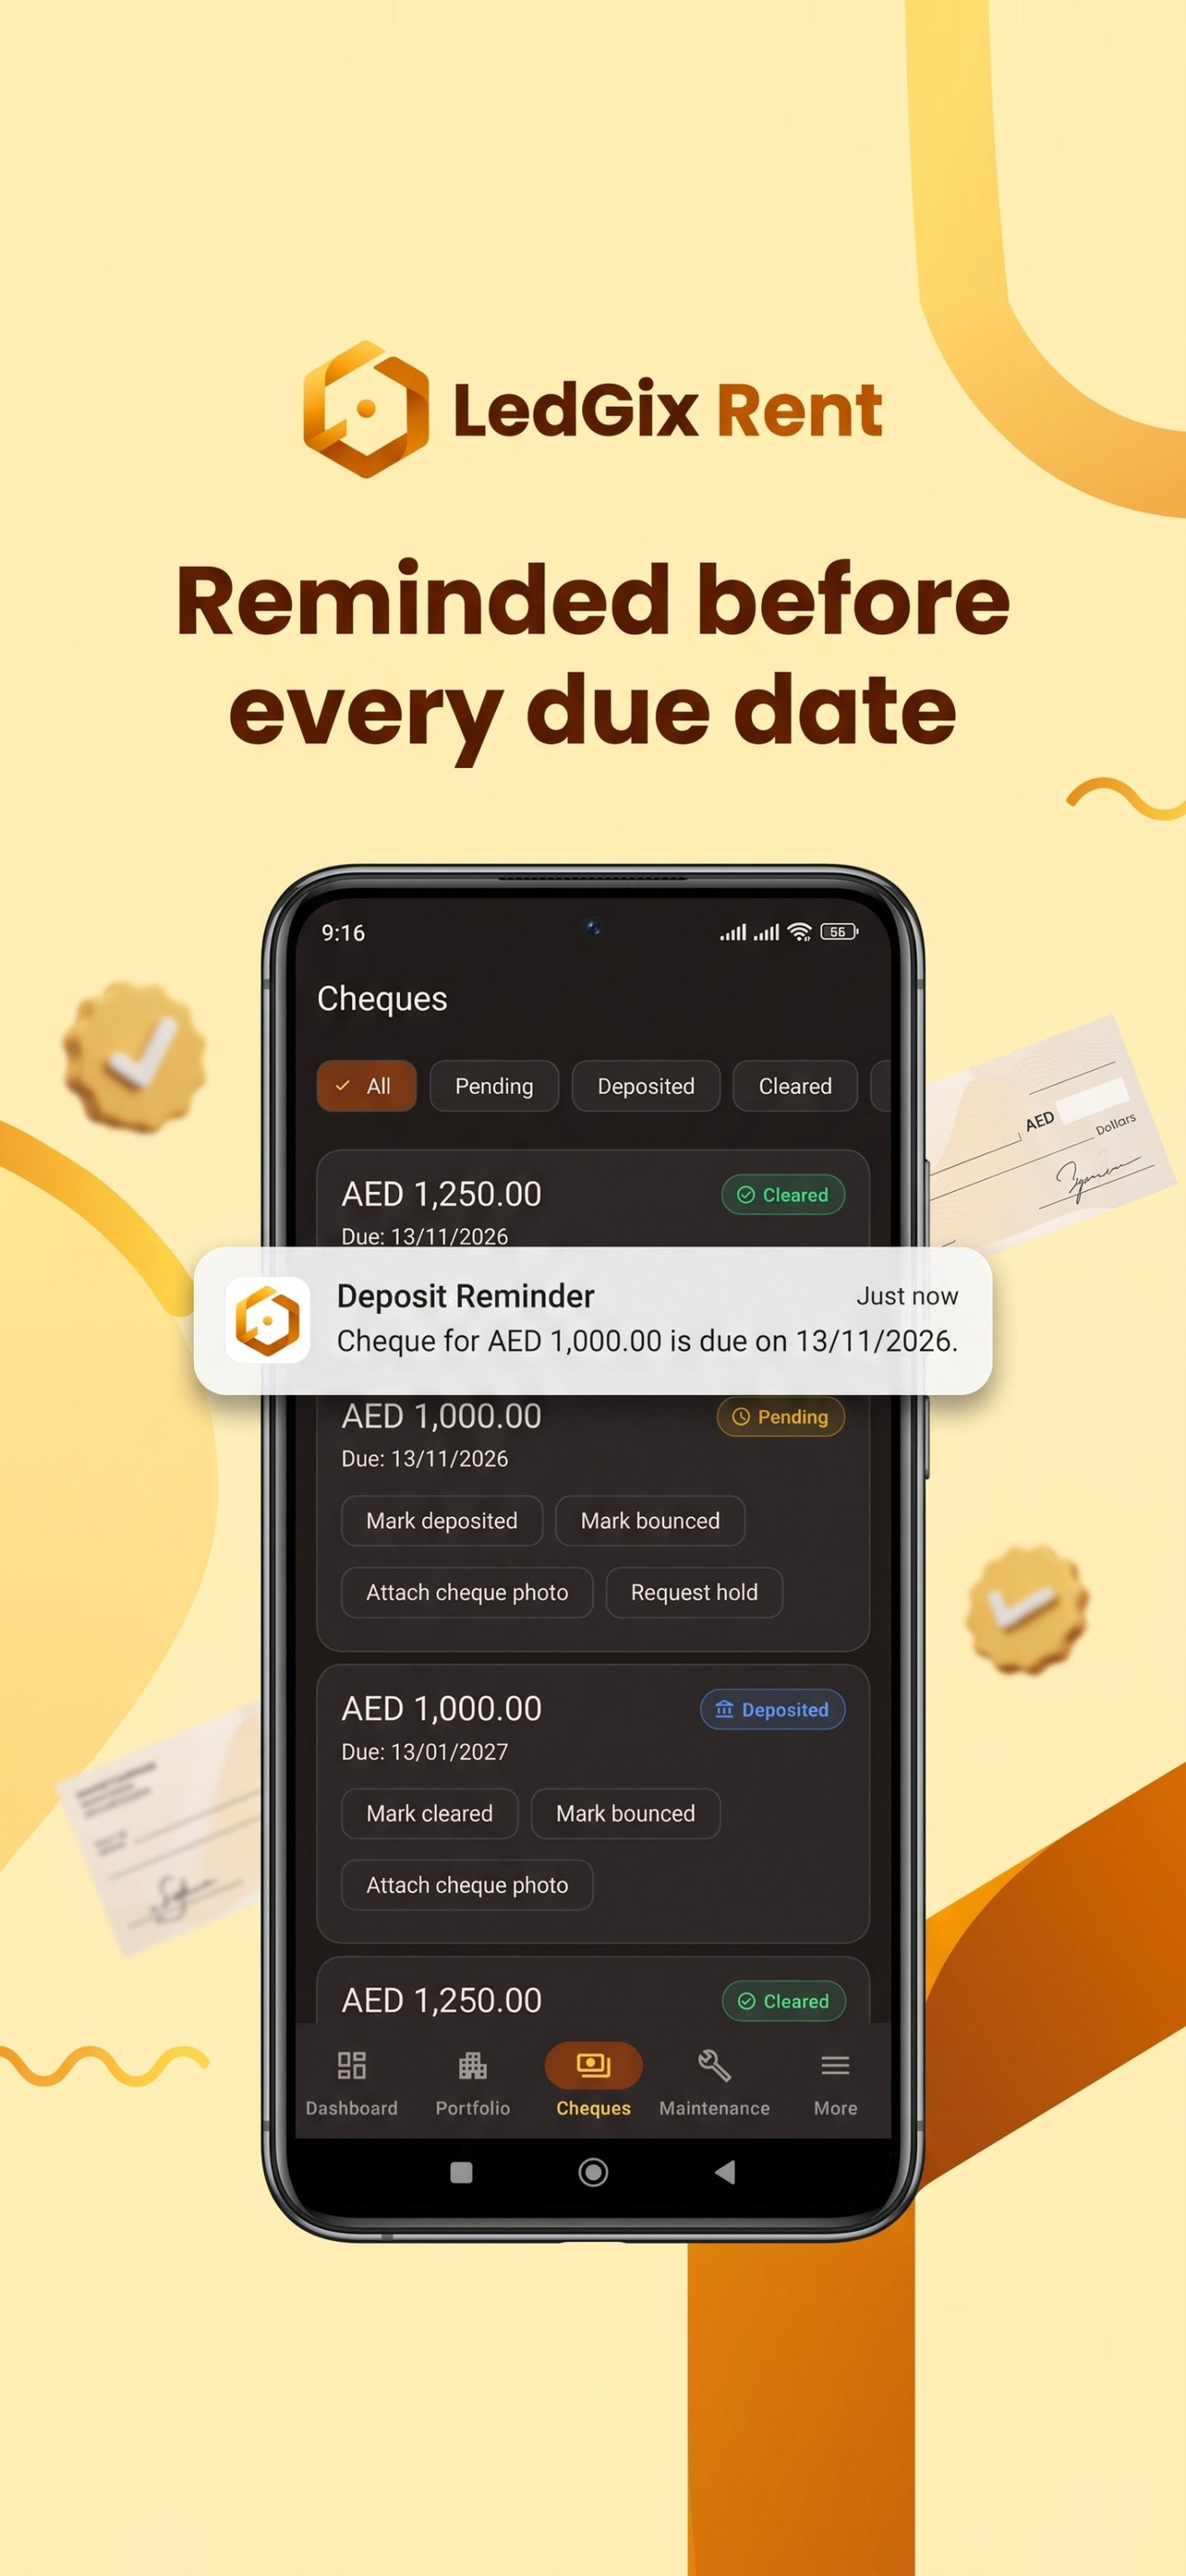 LedGix Rent
Reminded before
every due date
9:16
55
Cheques
All
Pending
Deposited
Cleared
AED 1,250.00
Cleared
Due: 13/11/2026
Deposit Reminder
Just now
Cheque for AED 1,000.00 is due on 13/11/2026.
AED 1,000.00
Pending
Due: 13/11/2026
Mark deposited
Mark bounced
Attach cheque photo
Request hold
AED 1,000.00
Deposited
Due: 13/01/2027
Mark cleared
Mark bounced
Attach cheque photo
AED 1,250.00
Cleared
Dashboard
Portfolio
Cheques
Maintenance
More
AED
Dollars